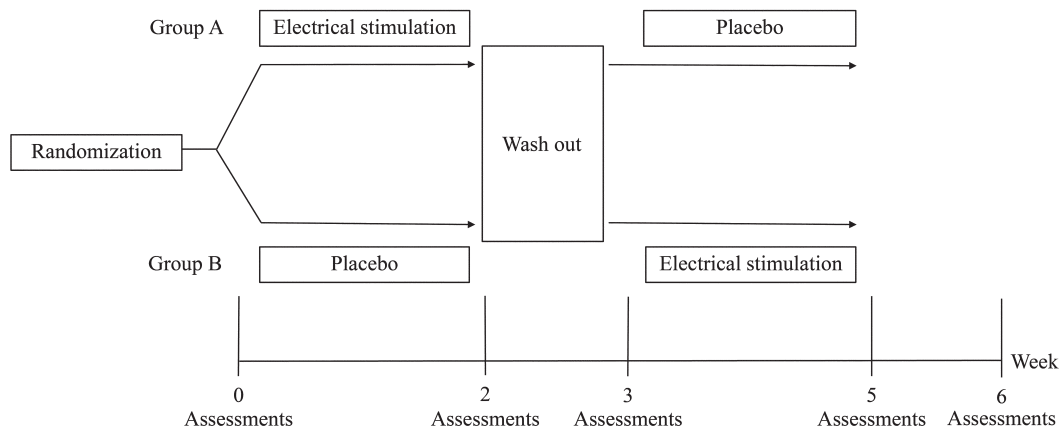 Group A
Electrical stimulation
Placebo
Randomization
Wash out
Group B
Placebo
Electrical stimulation
Week
0
2
3
5
6
Assessments
Assessments
Assessments
Assessments
Assessments